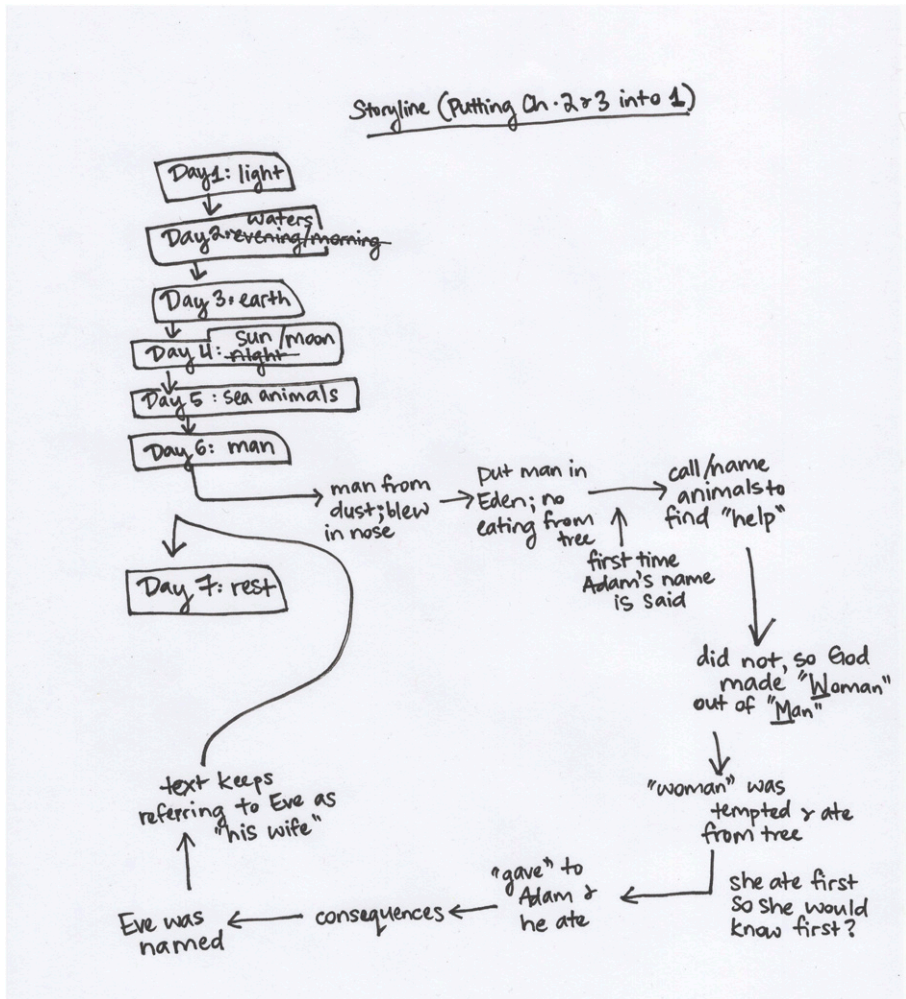 Storyline (Putting Ch. 2 & 3 into 1)
Day 1: light
waters
Day 2: evening/morning
Day 3: earth
sun/moon
Day 4: night
Day 5: sea animals
Day 6: man
man from
dust; blew
in nose
put man in
Eden; no
eating from
tree
first time
Adam's name
is said
call/name
animals to
find "help"
did not, so God
made "Woman"
out of "Man"
"woman" was
tempted & ate
from tree
she ate first
so she would
know first?
"gave" to
Adam &
he ate
consequences
Eve was
named
text keeps
referring to Eve as
"his wife"
Day 7: rest